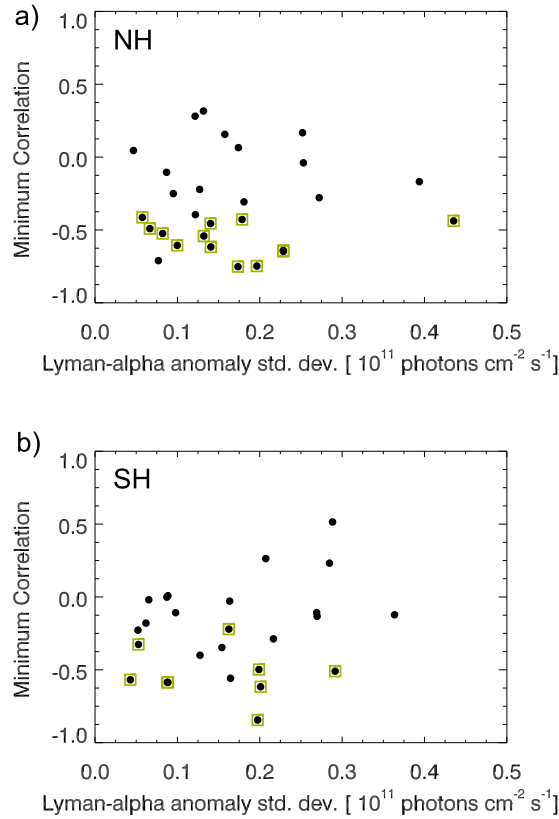 a)
NH
1.0
0.5
0.0
-0.5
-1.0
Minimum Correlation
0.0 0.1 0.2 0.3 0.4 0.5
Lyman-alpha anomaly std. dev. [ 10¹¹ photons cm⁻² s⁻¹]
b)
SH
1.0
0.5
0.0
-0.5
-1.0
Minimum Correlation
0.0 0.1 0.2 0.3 0.4 0.5
Lyman-alpha anomaly std. dev. [ 10¹¹ photons cm⁻² s⁻¹]